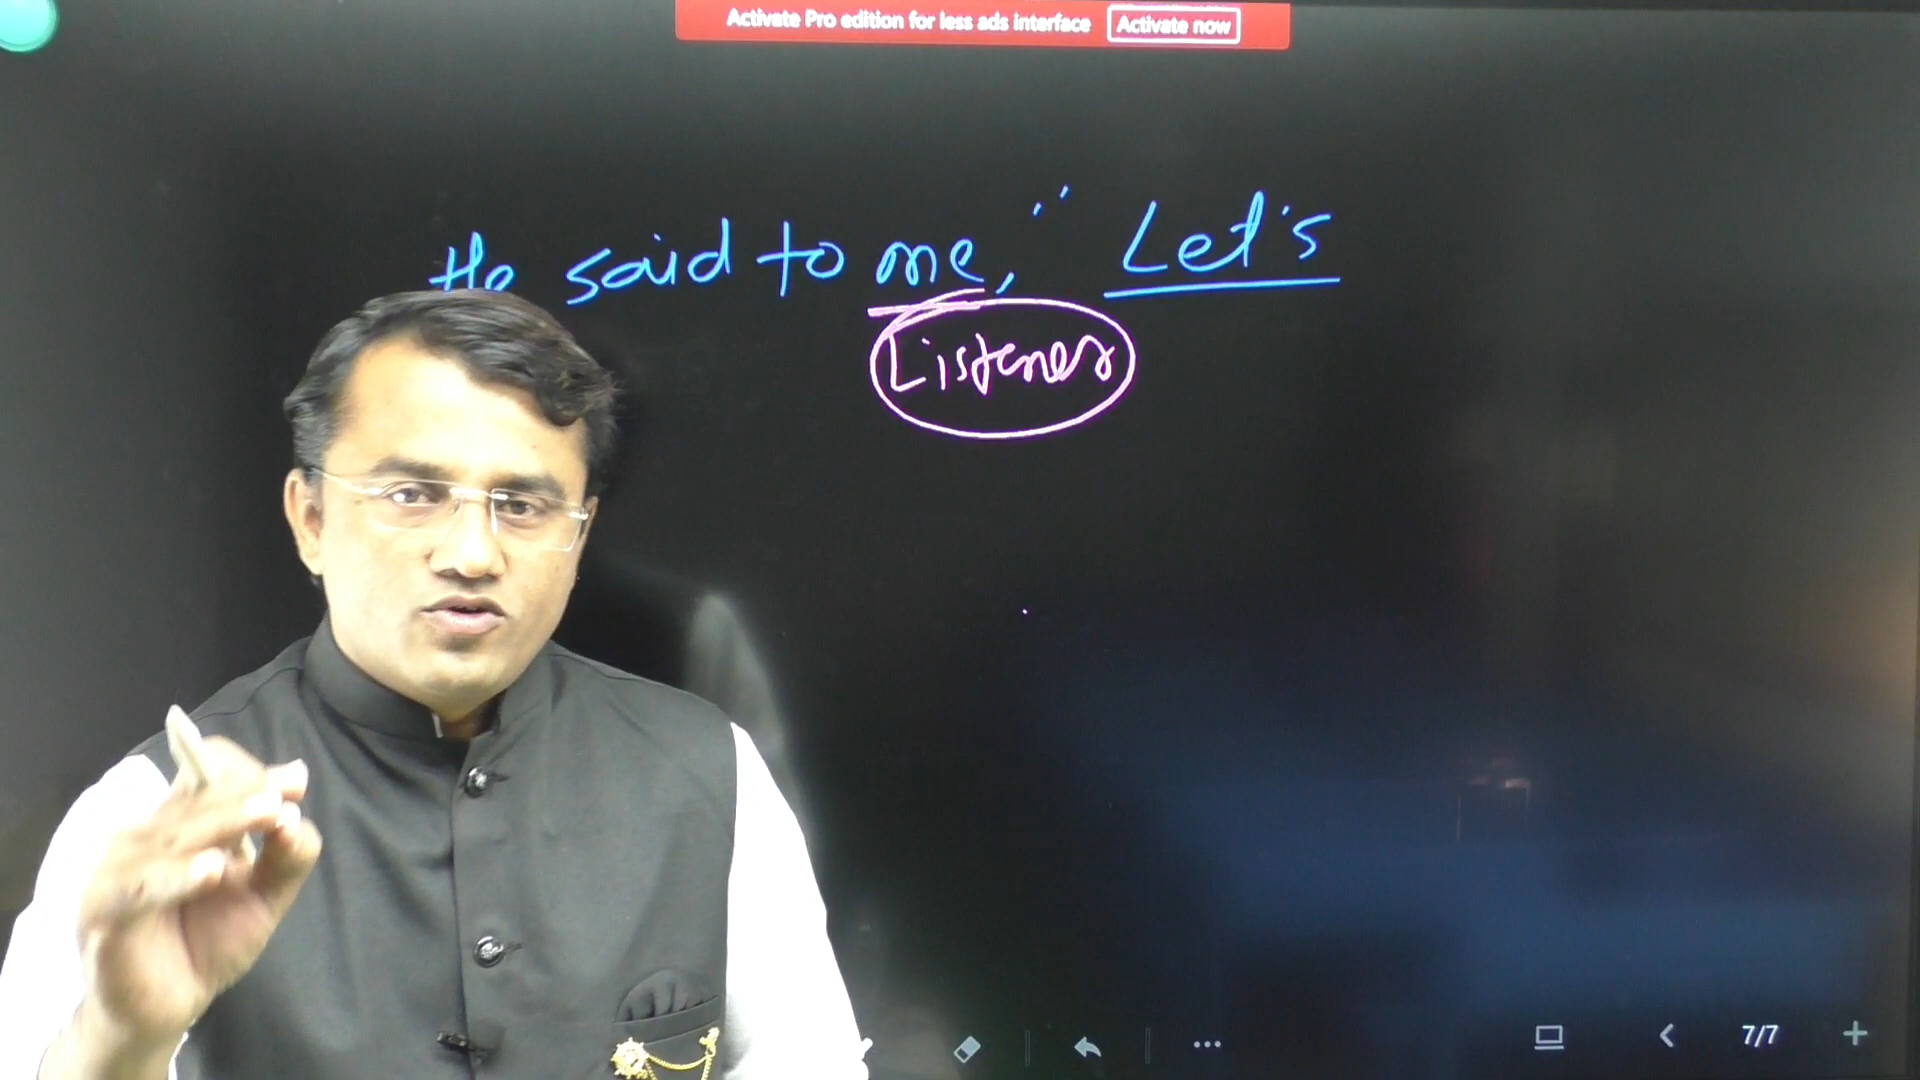 Activate Pro edition for less ads interface Activate now
He said to me, " Let's
Listener
7/7